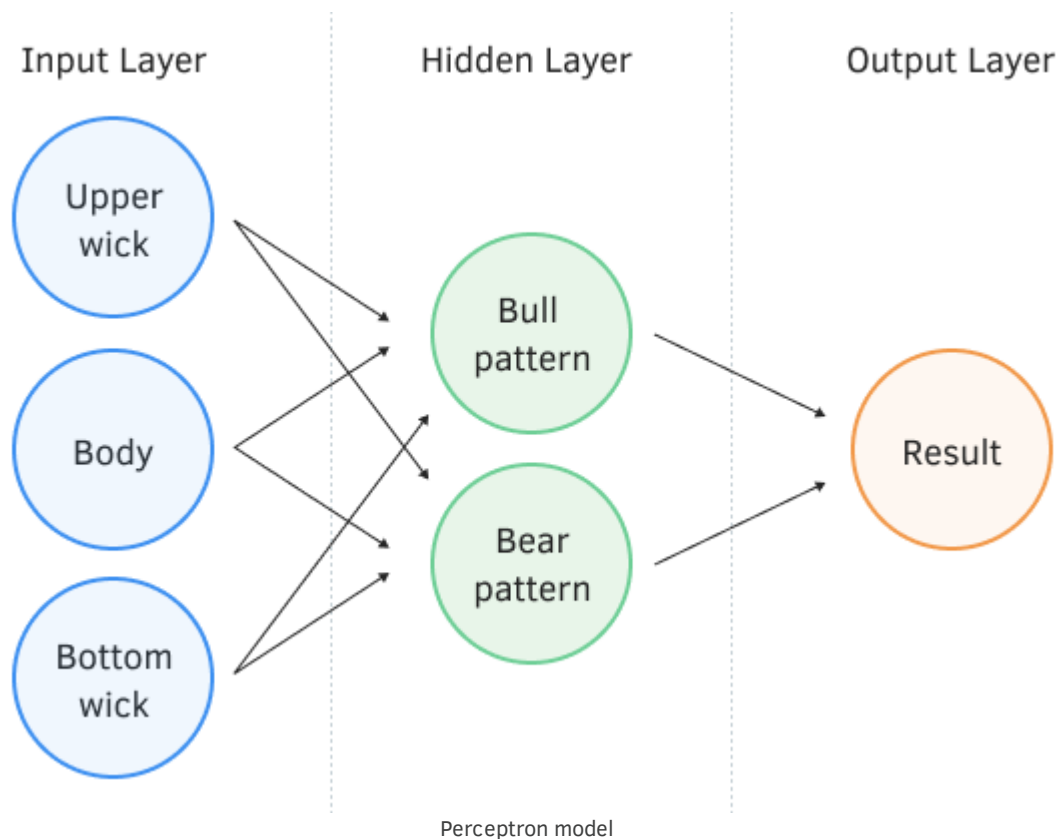 Input Layer
Hidden Layer
Output Layer
Upper
wick
Body
Bottom
wick
Bull
pattern
Bear
pattern
Result
Perceptron model